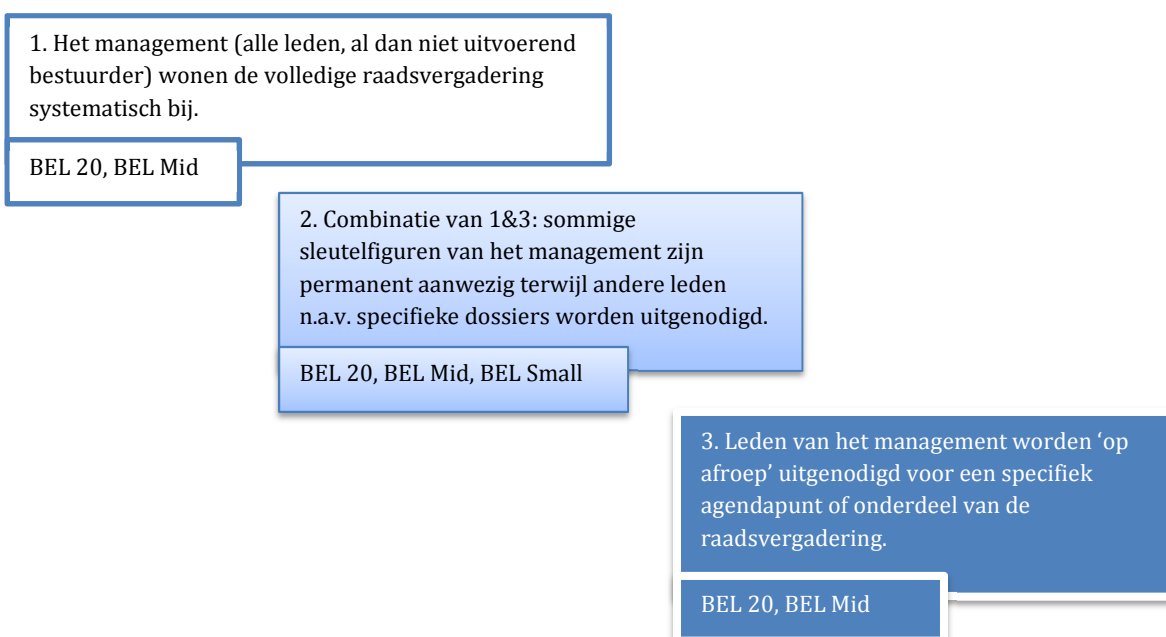 1. Het management (alle leden, al dan niet uitvoerend
bestuurder) wonen de volledige raadsvergadering
systematisch bij.
BEL 20, BEL Mid
2. Combinatie van 1&3: sommige
sleutelfiguren van het management zijn
permanent aanwezig terwijl andere leden
n.a.v. specifieke dossiers worden uitgenodigd.
BEL 20, BEL Mid, BEL Small
3. Leden van het management worden ‘op
afroep’ uitgenodigd voor een specifiek
agendapunt of onderdeel van de
raadsvergadering.
BEL 20, BEL Mid